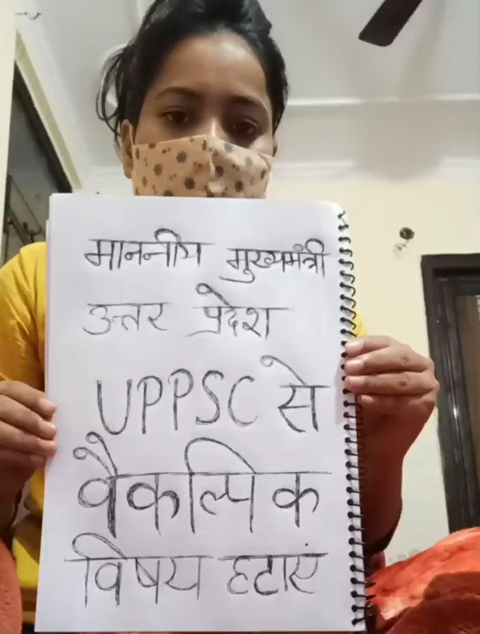 माननीय मुख्यमंत्री
उत्तर प्रदेश
UPPSC से
वैकल्पिक
विषय हटाएं